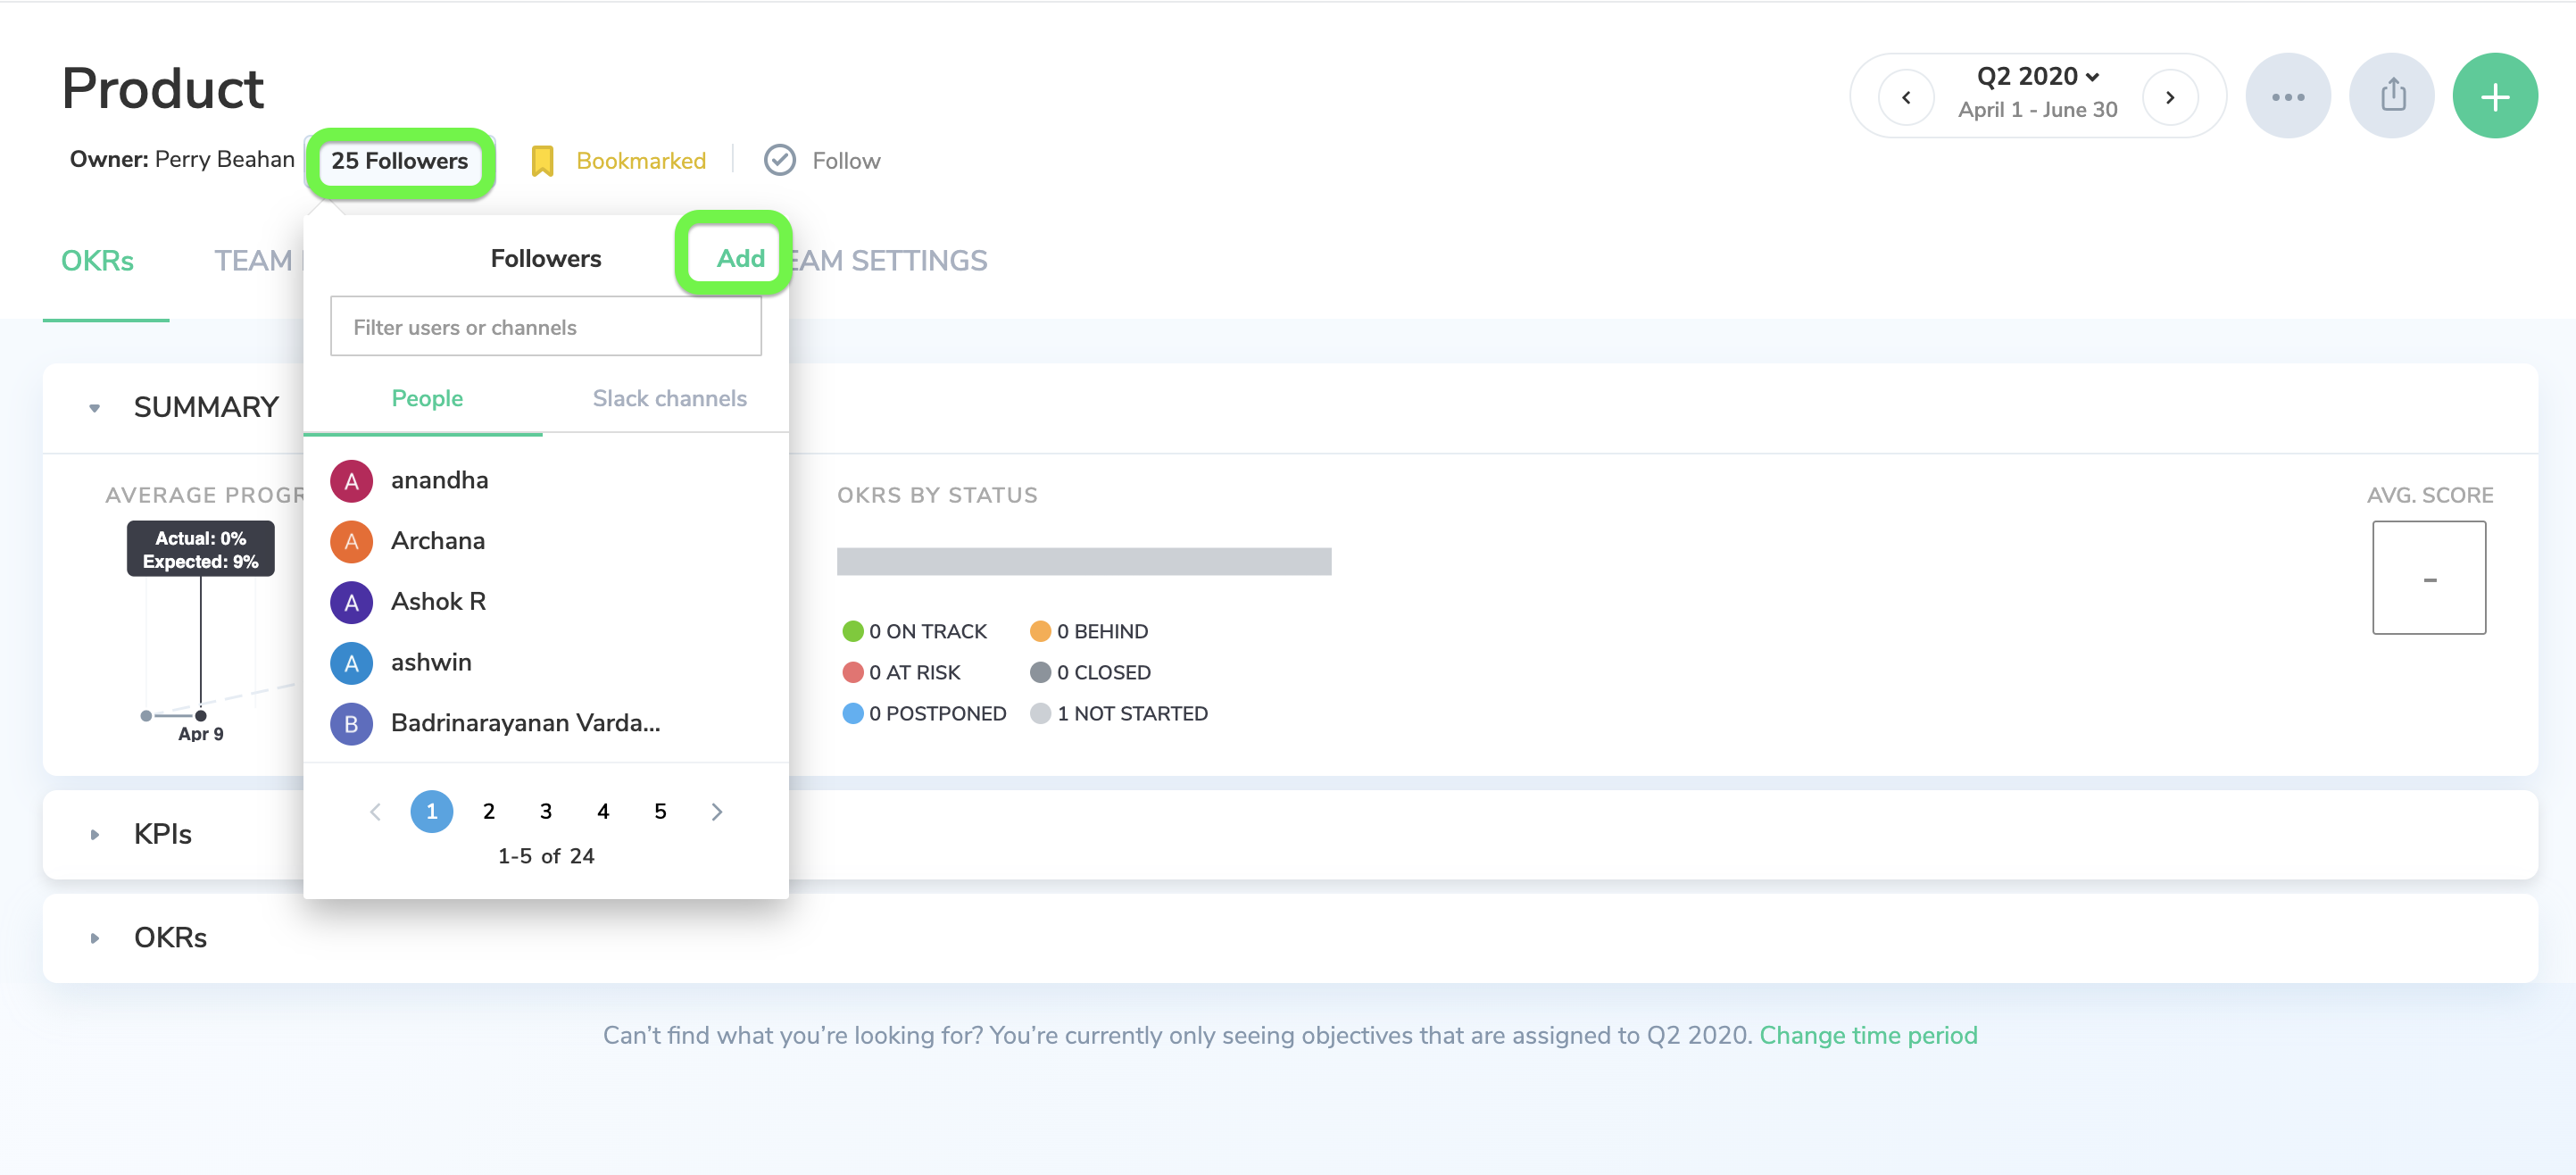 Product
Q2 2020
April 1 - June 30
Owner: Perry Beahan
25 Followers
Bookmarked
Follow
OKRs
TEAM
EAM SETTINGS
Followers
Add
Filter users or channels
People
Slack channels
A anandha
A Archana
A Ashok R
A ashwin
B Badrinarayanan Varda...
1 2 3 4 5
1-5 of 24
SUMMARY
AVERAGE PROGR
Actual: 0%
Expected: 9%
Apr 9
OKRS BY STATUS
0 ON TRACK
0 BEHIND
0 AT RISK
0 CLOSED
0 POSTPONED
1 NOT STARTED
AVG. SCORE
-
KPIs
OKRs
Can’t find what you’re looking for? You’re currently only seeing objectives that are assigned to Q2 2020. Change time period